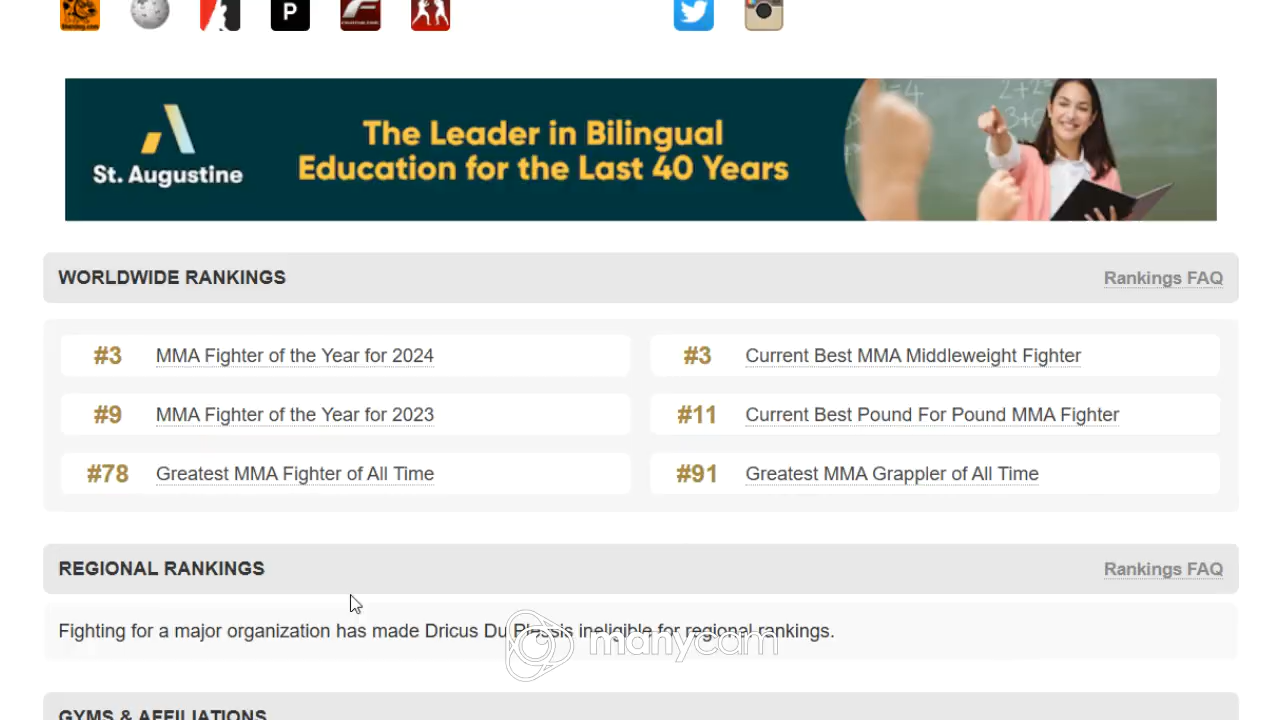 P
The Leader in Bilingual
Education for the Last 40 Years
St. Augustine
WORLDWIDE RANKINGS
Rankings FAQ
#3 MMA Fighter of the Year for 2024
#3 Current Best MMA Middleweight Fighter
#9 MMA Fighter of the Year for 2023
#11 Current Best Pound For Pound MMA Fighter
#78 Greatest MMA Fighter of All Time
#91 Greatest MMA Grappler of All Time
REGIONAL RANKINGS
Rankings FAQ
Fighting for a major organization has made Dricus Du Plessis ineligible for regional rankings.
manycam
GYMS & AFFILIATIONS